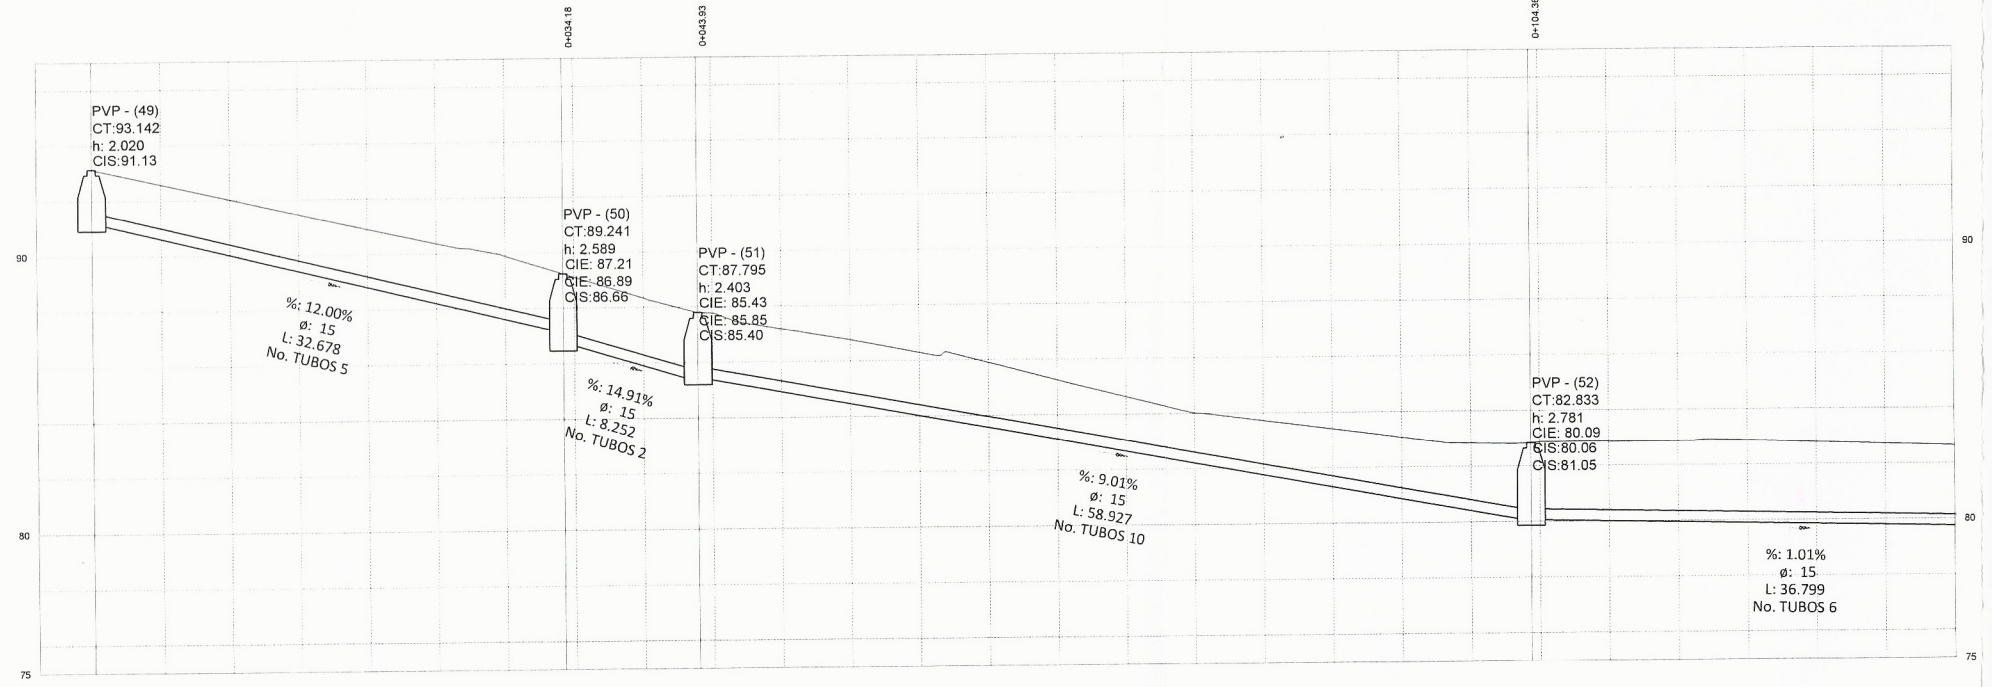 0+034.18
0+043.93
0+104.36
PVP - (49)
CT:93.142
h: 2.020
CIS:91.13
PVP - (50)
CT:89.241
h: 2.589
CIE: 87.21
CIE: 86.89
CIS:86.66
PVP - (51)
CT:87.795
h: 2.403
CIE: 85.43
CIE: 85.85
CIS:85.40
PVP - (52)
CT:82.833
h: 2.781
CIE: 80.09
CIS:80.06
CIS:81.05
90
90
%: 12.00%
ø: 15
L: 32.678
No. TUBOS 5
%: 14.91%
ø: 15
L: 8.252
No. TUBOS 2
%: 9.01%
ø: 15
L: 58.927
No. TUBOS 10
%: 1.01%
ø: 15
L: 36.799
No. TUBOS 6
80
80
75
75